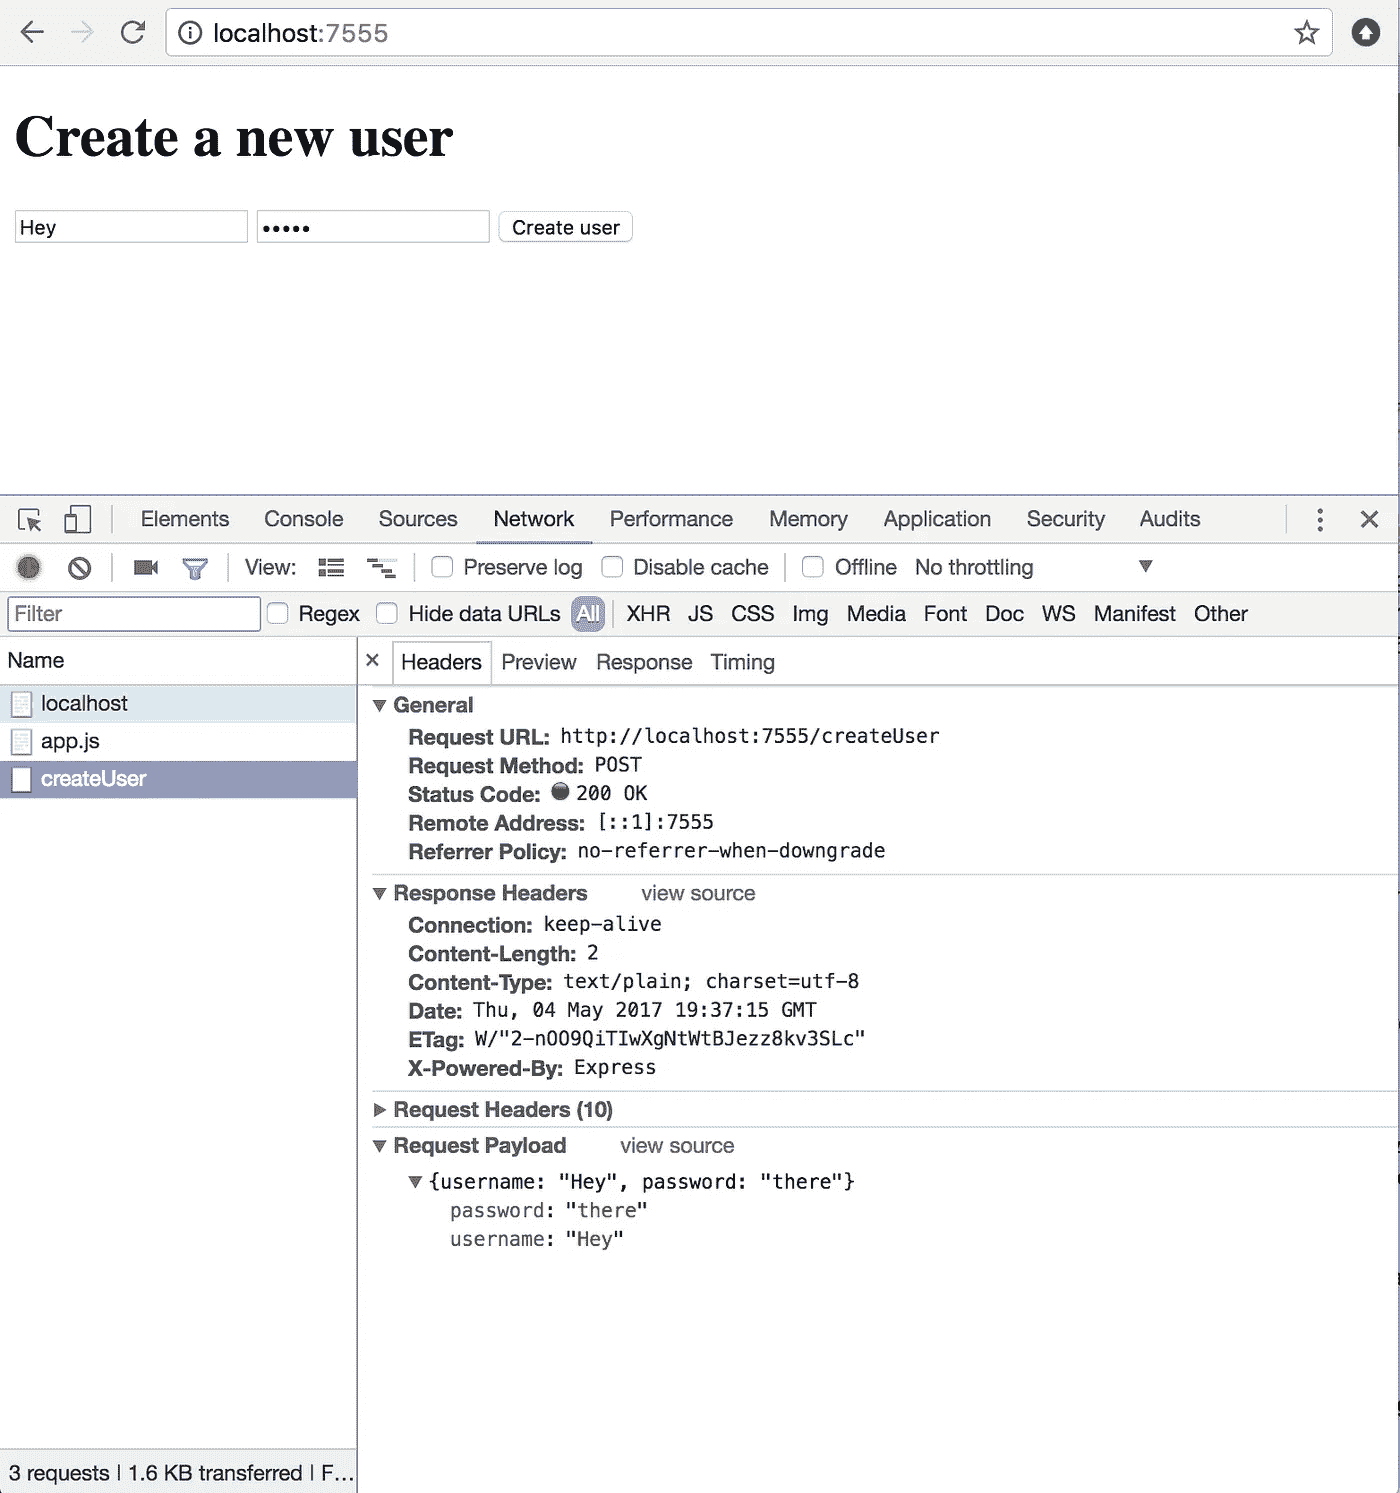 localhost:7555
Create a new user
Hey ••••• Create user
Elements Console Sources Network Performance Memory Application Security Audits
View: Preserve log Disable cache Offline No throttling
Filter Regex Hide data URLs All XHR JS CSS Img Media Font Doc WS Manifest Other
Name
localhost
app.js
createUser
3 requests | 1.6 KB transferred | F...
Headers Preview Response Timing
General
Request URL: http://localhost:7555/createUser
Request Method: POST
Status Code: 200 OK
Remote Address: [::1]:7555
Referrer Policy: no-referrer-when-downgrade
Response Headers view source
Connection: keep-alive
Content-Length: 2
Content-Type: text/plain; charset=utf-8
Date: Thu, 04 May 2017 19:37:15 GMT
ETag: W/"2-nOO9QiTIwXgNtWtBJezz8kv3SLc"
X-Powered-By: Express
Request Headers (10)
Request Payload view source
{username: "Hey", password: "there"}
password: "there"
username: "Hey"